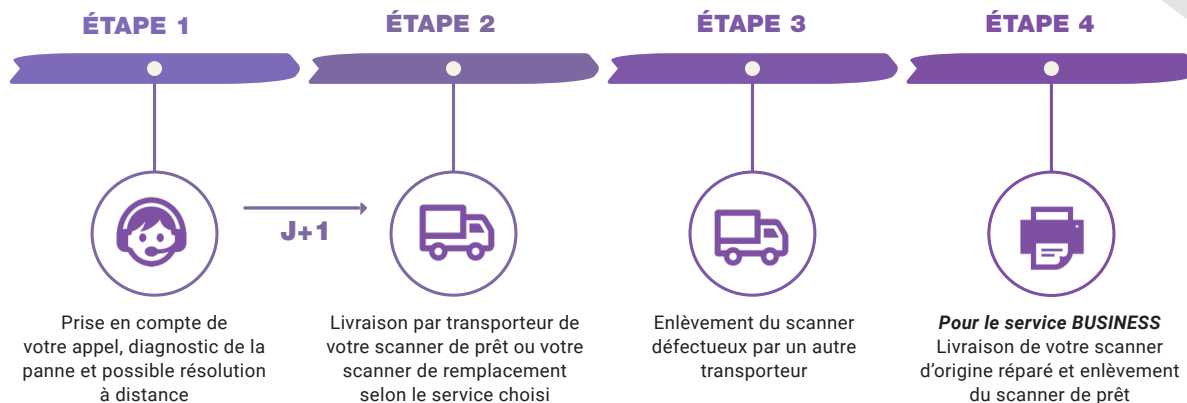 ÉTAPE 1
ÉTAPE 2
ÉTAPE 3
ÉTAPE 4
J+1
Prise en compte de
votre appel, diagnostic de la
panne et possible résolution
à distance
Livraison par transporteur de
votre scanner de prêt ou votre
scanner de remplacement
selon le service choisi
Enlèvement du scanner
défectueux par un autre
transporteur
Pour le service BUSINESS
Livraison de votre scanner
d'origine réparé et enlèvement
du scanner de prêt